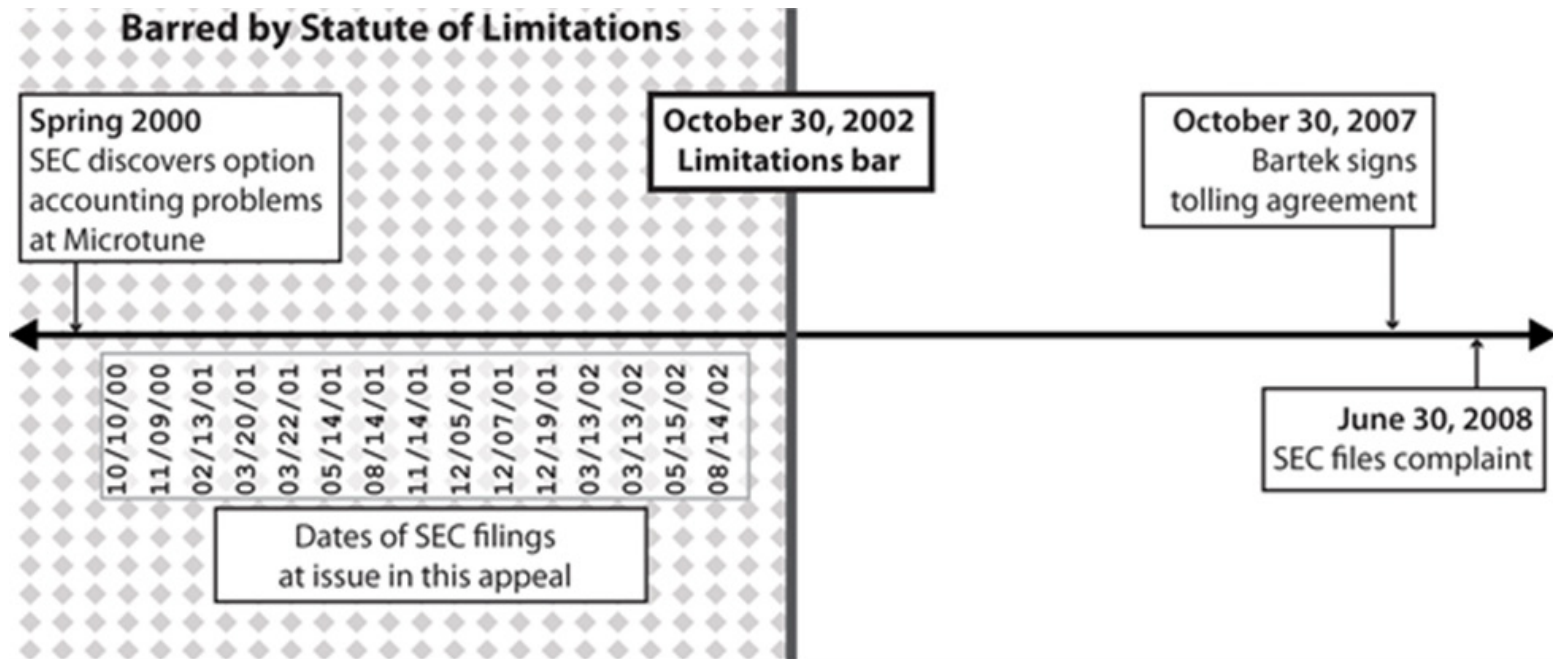 Barred by Statute of Limitations
Spring 2000
SEC discovers option
accounting problems
at Microtune
October 30, 2002
Limitations bar
October 30, 2007
Bartek signs
tolling agreement
10/10/00
11/09/00
02/13/01
03/20/01
03/22/01
05/14/01
08/14/01
11/14/01
12/05/01
12/07/01
12/19/01
03/13/02
03/13/02
05/15/02
08/14/02
June 30, 2008
SEC files complaint
Dates of SEC filings
at issue in this appeal